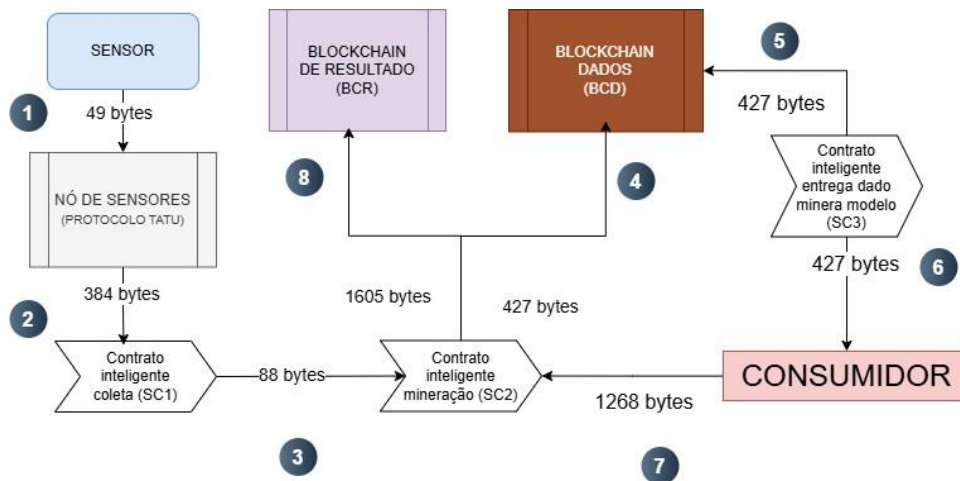 SENSOR
1
49 bytes
NÓ DE SENSORES
(PROTOCOLO TATU)
384 bytes
2
Contrato
inteligente
coleta (SC1)
88 bytes
3
Contrato
inteligente
mineração (SC2)
1605 bytes
427 bytes
BLOCKCHAIN
DE RESULTADO
(BCR)
8
BLOCKCHAIN
DADOS
(BCD)
4
5
427 bytes
Contrato
inteligente
entrega dado
minera modelo
(SC3)
427 bytes
6
CONSUMIDOR
1268 bytes
7